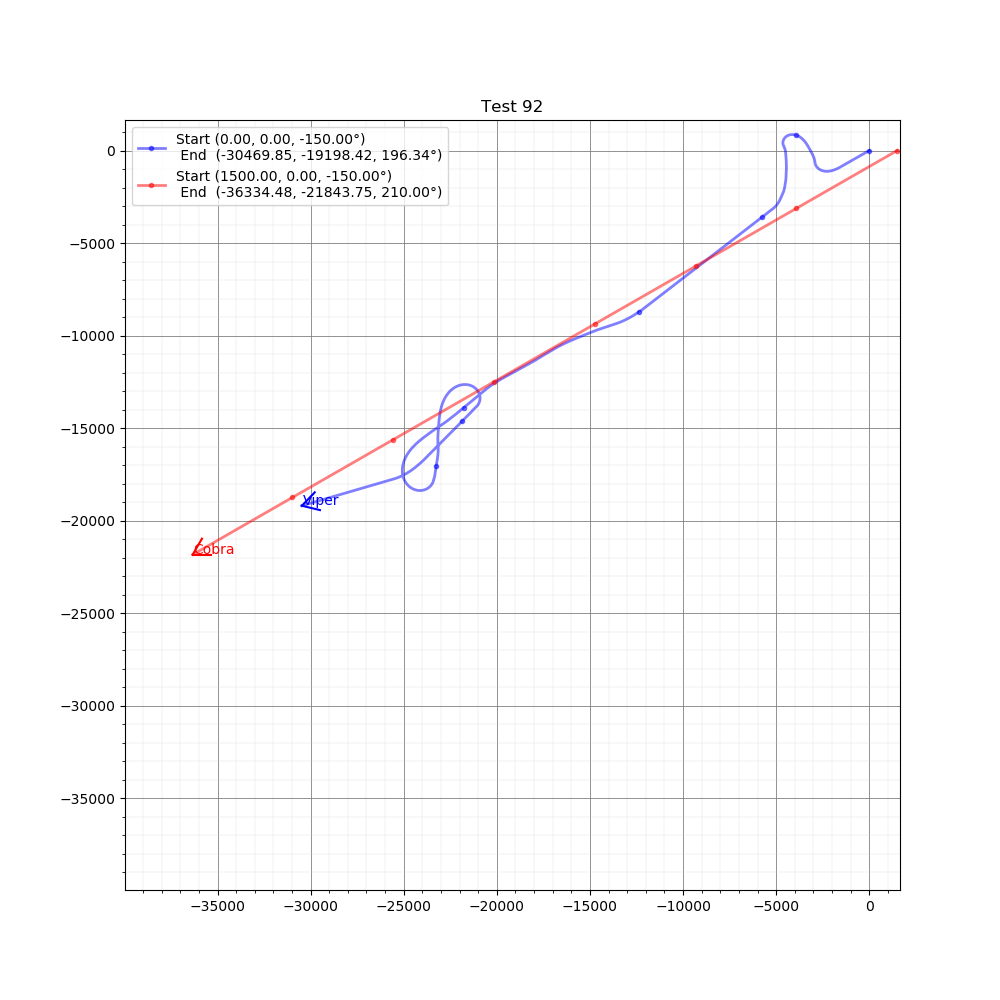 Test 92
Start (0.00, 0.00, -150.00°)
End  (-30469.85, -19198.42, 196.34°)
Start (1500.00, 0.00, -150.00°)
End  (-36334.48, -21843.75, 210.00°)
0
−5000
−10000
−15000
−20000
−25000
−30000
−35000
Viper
Cobra
−35000 −30000 −25000 −20000 −15000 −10000 −5000 0